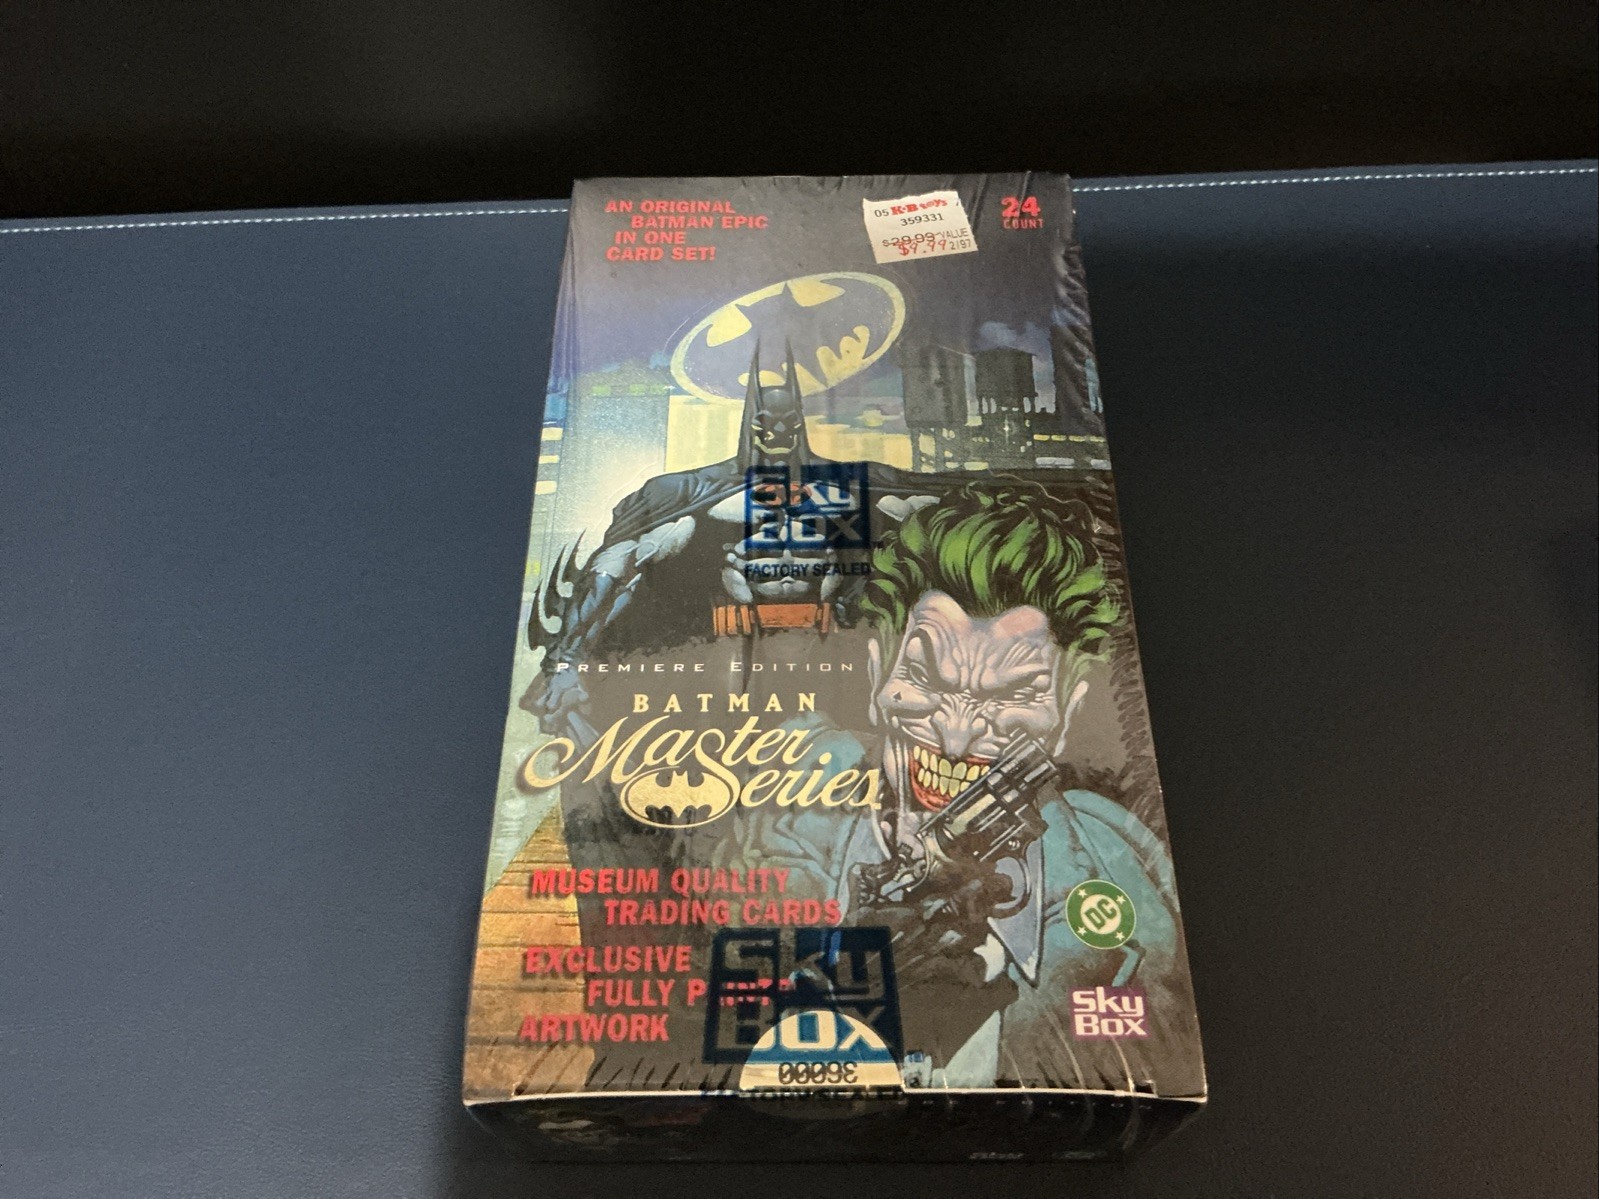 AN ORIGINAL
BATMAN EPIC
IN ONE
CARD SET!
05 K·B toys
359331
$29.99 VALUE
$9.99 2/97
24
COUNT
Sky
Box
FACTORY SEALED
PREMIERE EDITION
BATMAN
Master
Series
MUSEUM QUALITY
TRADING CARDS
EXCLUSIVE
FULLY
ARTWORK
DC
Sky
Box
Sky
Box
FACTORY SEALED